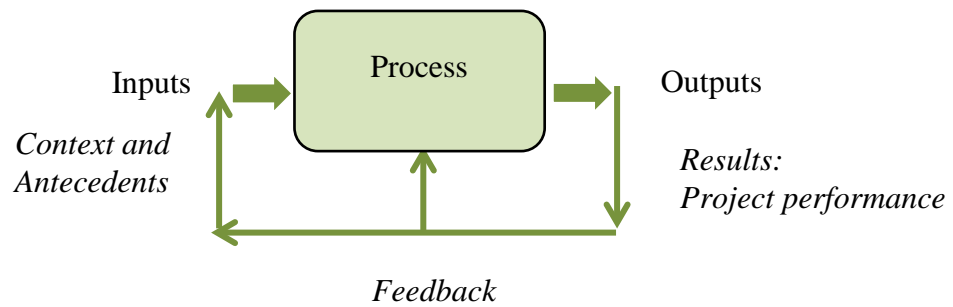 Process
Inputs
Outputs
Context and
Antecedents
Results:
Project performance
Feedback